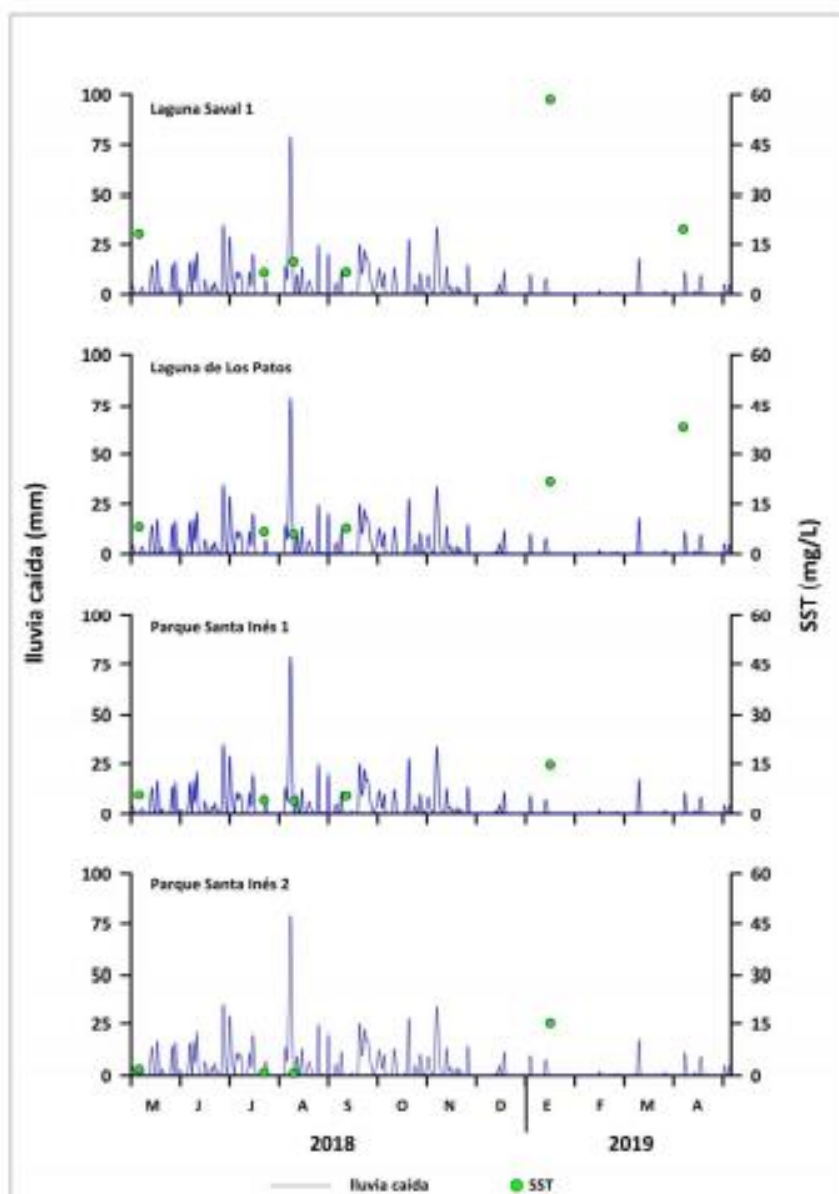 Laguna Saval 1
100 75 50 25 0
60 45 30 15 0
Laguna de Los Patos
100 75 50 25 0
60 45 30 15 0
Parque Santa Inés 1
100 75 50 25 0
60 45 30 15 0
Parque Santa Inés 2
100 75 50 25 0
60 45 30 15 0
lluvia caída (mm)
SST (mg/L)
M J J A S O N D E F M A
2018 2019
lluvia caida SST